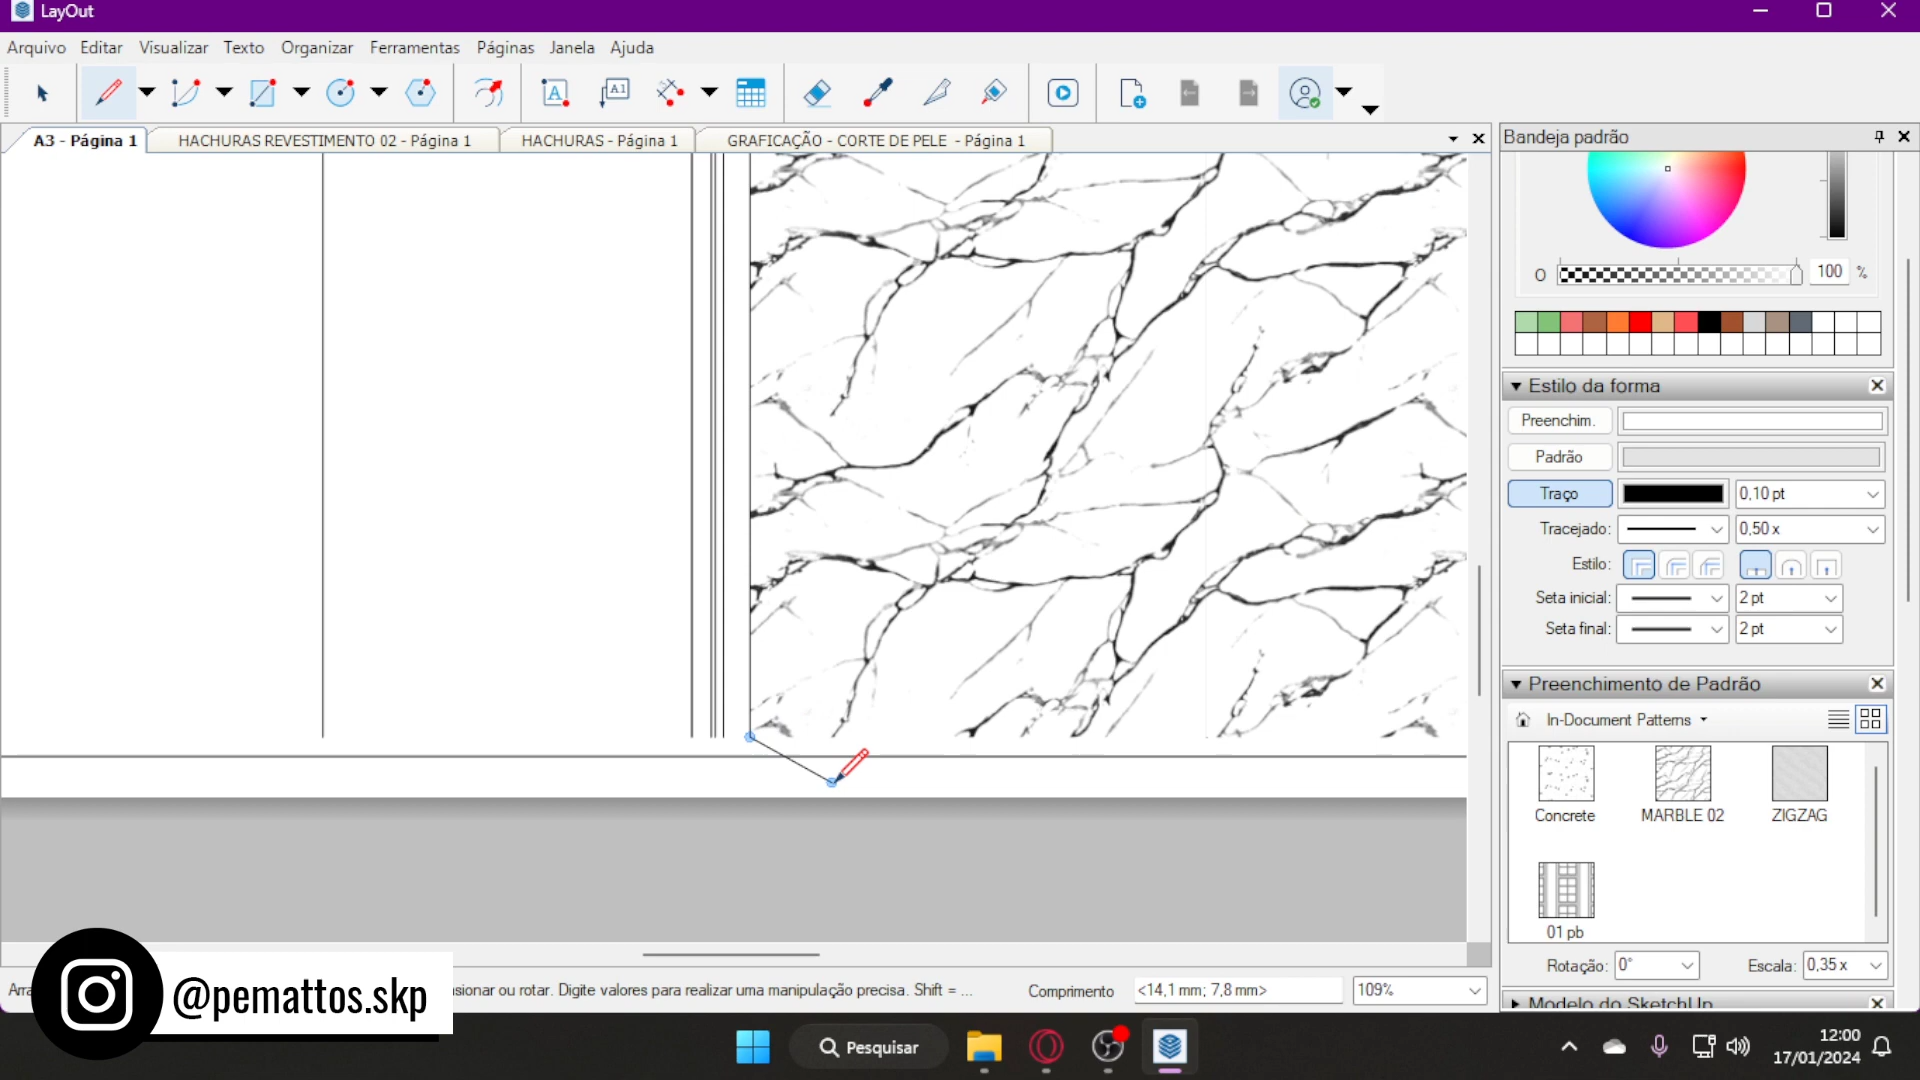 LayOut
Arquivo Editar Visualizar Texto Organizar Ferramentas Páginas Janela Ajuda
A3 - Página 1
HACHURAS REVESTIMENTO 02 - Página 1
HACHURAS - Página 1
GRAFICAÇÃO - CORTE DE PELE - Página 1
Bandeja padrão
O 100 %
Estilo da forma
Preenchim.
Padrão
Traço 0,10 pt
Tracejado: 0,50 x
Estilo:
Seta inicial: 2 pt
Seta final: 2 pt
Preenchimento de Padrão
In-Document Patterns
Concrete MARBLE 02 ZIGZAG
01 pb
Rotação: 0° Escala: 0,35 x
Modelo do SketchUp
@pemattos.skp
sionar ou rotar. Digite valores para realizar uma manipulação precisa. Shift = ...
Comprimento <14,1 mm; 7,8 mm> 109%
Pesquisar
12:00
17/01/2024